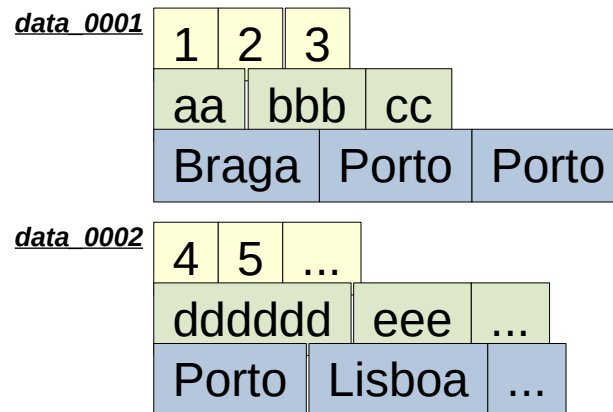 data_0001 1 2 3
aa bbb cc
Braga Porto Porto
data_0002 4 5 ...
dddddd eee ...
Porto Lisboa ...